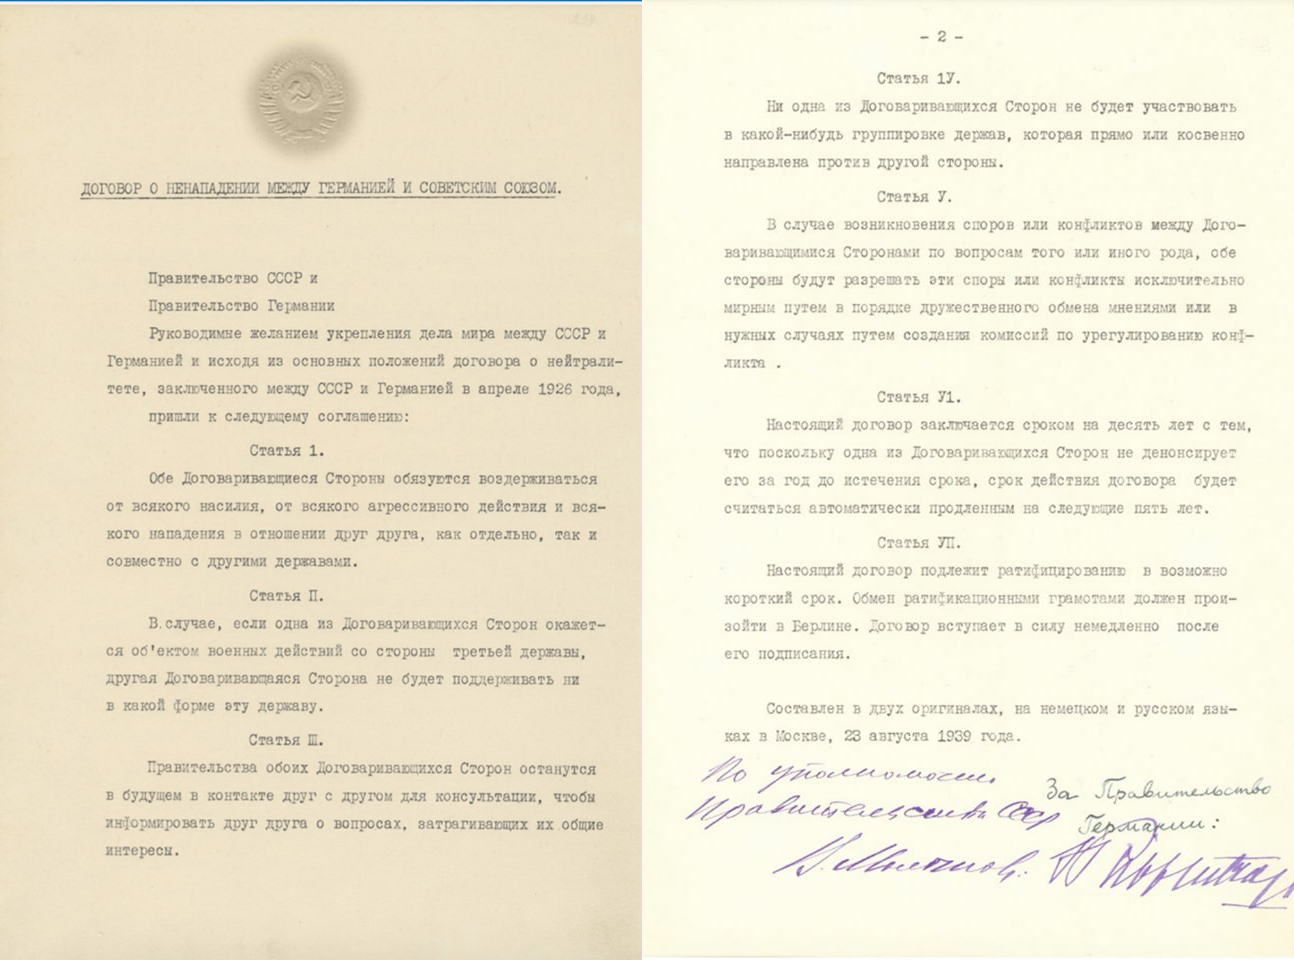 ДОГОВОР О НЕНАПАДЕНИИ МЕЖДУ ГЕРМАНИЕЙ И СОВЕТСКИМ СОЮЗОМ.
Правительство СССР и
Правительство Германии
Руководимые желанием укрепления дела мира между СССР и
Германией и исходя из основных положений договора о нейтрали-
тете, заключенного между СССР и Германией в апреле 1926 года,
пришли к следующему соглашению:
Статья 1.
Обе Договаривающиеся Стороны обязуются воздерживаться
от всякого насилия, от всякого агрессивного действия и вся-
кого нападения в отношении друг друга, как отдельно, так и
совместно с другими державами.
Статья П.
В случае, если одна из Договаривающихся Сторон окажет-
ся об'ектом военных действий со стороны третьей державы,
другая Договаривающаяся Сторона не будет поддерживать ни
в какой форме эту державу.
Статья Ш.
Правительства обоих Договаривающихся Сторон останутся
в будущем в контакте друг с другом для консультации, чтобы
информировать друг друга о вопросах, затрагивающих их общие
интересы.
- 2 -
Статья 1У.
Ни одна из Договаривающихся Сторон не будет участвовать
в какой-нибудь группировке держав, которая прямо или косвенно
направлена против другой стороны.
Статья У.
В случае возникновения споров или конфликтов между Дого-
варивающимися Сторонами по вопросам того или иного рода, обе
стороны будут разрешать эти споры или конфликты исключительно
мирным путем в порядке дружественного обмена мнениями или в
нужных случаях путем создания комиссий по урегулированию конф-
ликта .
Статья У1.
Настоящий договор заключается сроком на десять лет с тем,
что поскольку одна из Договаривающихся Сторон не денонсирует
его за год до истечения срока, срок действия договора будет
считаться автоматически продленным на следующие пять лет.
Статья УП.
Настоящий договор подлежит ратифицированию в возможно
короткий срок. Обмен ратификационными грамотами должен прои-
зойти в Берлине. Договор вступает в силу немедленно после
его подписания.
Составлен в двух оригиналах, на немецком и русском язы-
ках в Москве, 23 августа 1939 года.
По уполномочию
Правительства СССР
В. Молотов.
За Правительство
Германии: